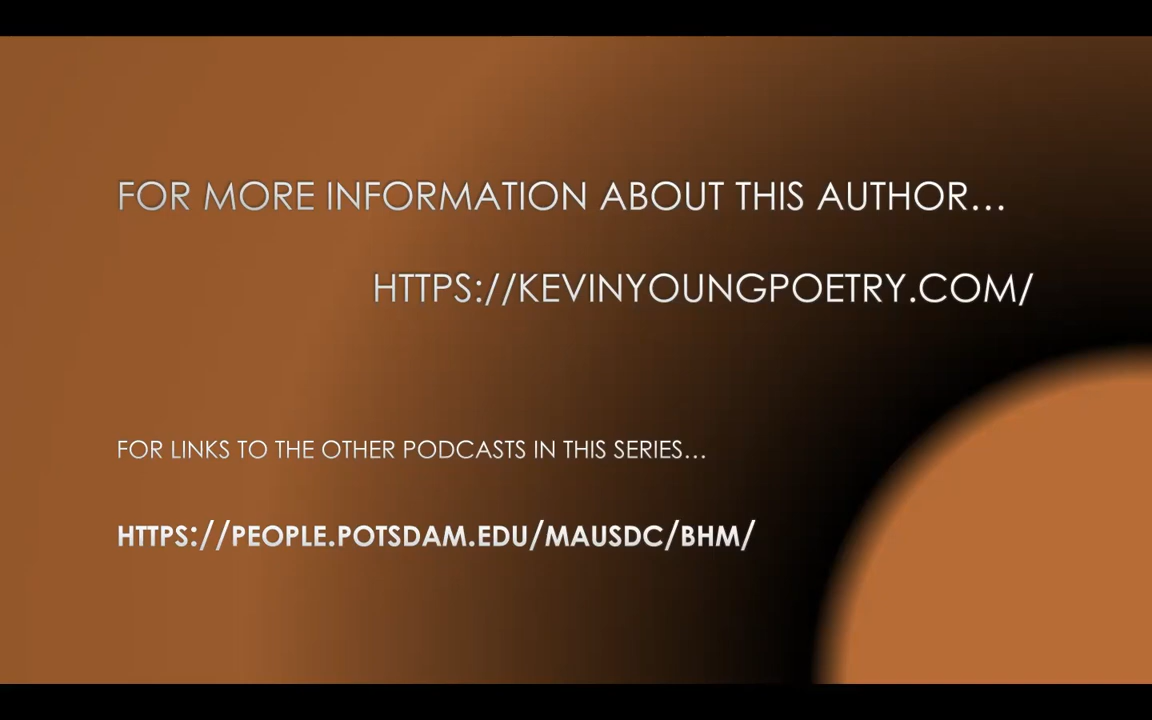 FOR MORE INFORMATION ABOUT THIS AUTHOR...
HTTPS://KEVINYOUNGPOETRY.COM/
FOR LINKS TO THE OTHER PODCASTS IN THIS SERIES...
HTTPS://PEOPLE.POTSDAM.EDU/MAUSDC/BHM/